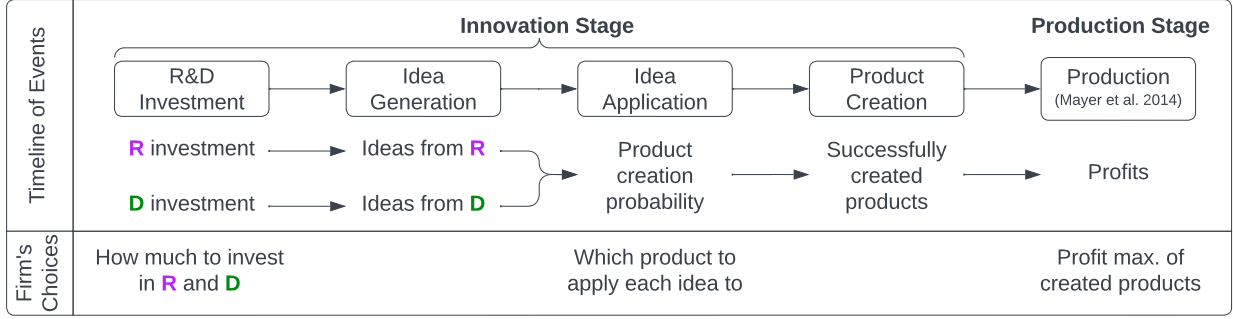 Timeline of Events
Innovation Stage
Production Stage
R&D
Investment
Idea
Generation
Idea
Application
Product
Creation
Production
(Mayer et al. 2014)
R investment
Ideas from R
D investment
Ideas from D
Product
creation
probability
Successfully
created
products
Profits
Firm's
Choices
How much to invest
in R and D
Which product to
apply each idea to
Profit max. of
created products